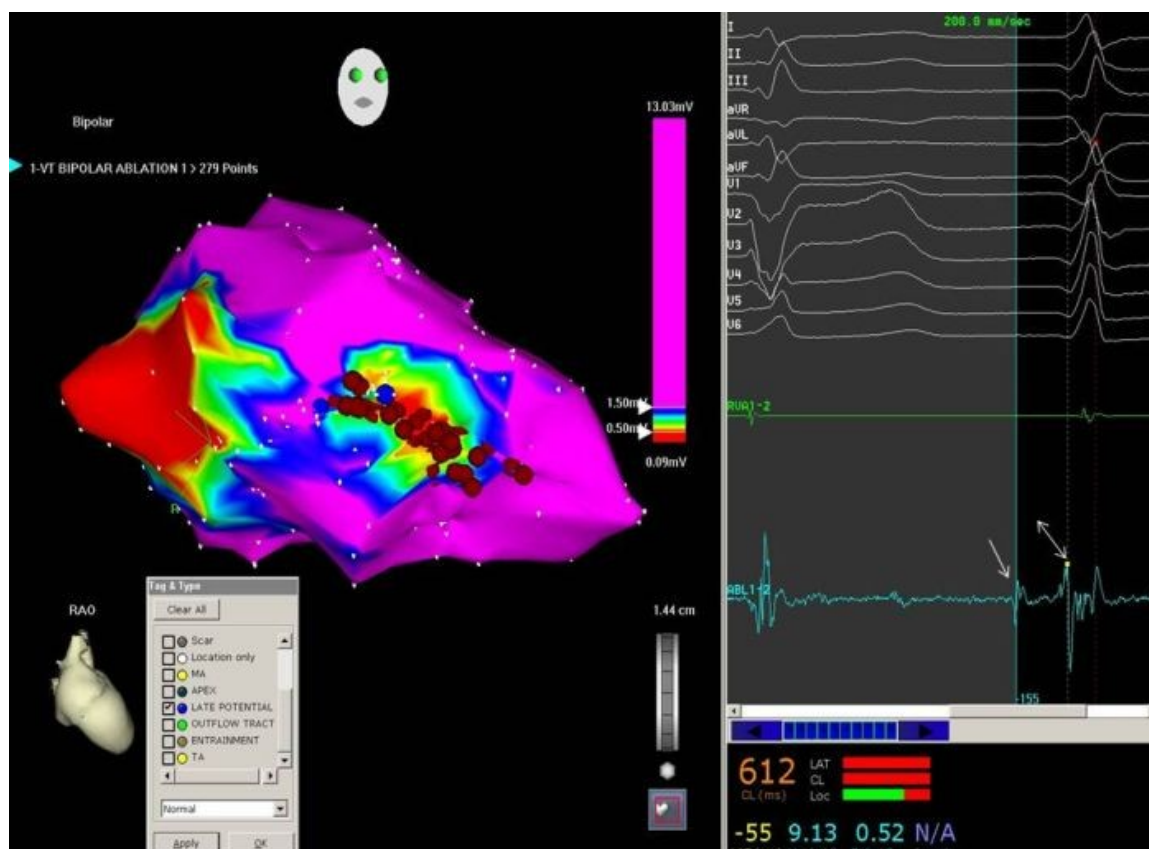 Bipolar
1-VT BIPOLAR ABLATION 1 > 279 Points
13.03mV
1.50mV
0.50mV
0.09mV
R
RAO
Tag & Type
Clear All
Scar
Location only
MA
APEX
LATE POTENTIAL
OUTFLOW TRACT
ENTRAINMENT
TA
Normal
Apply
OK
1.44 cm
200.0 mm/sec
I
II
III
aVR
aVL
aVF
V1
V2
V3
V4
V5
V6
RVA1-2
ABL1-2
-155
612
CL(ms)
LAT
CL
Loc
-55 9.13 0.52 N/A